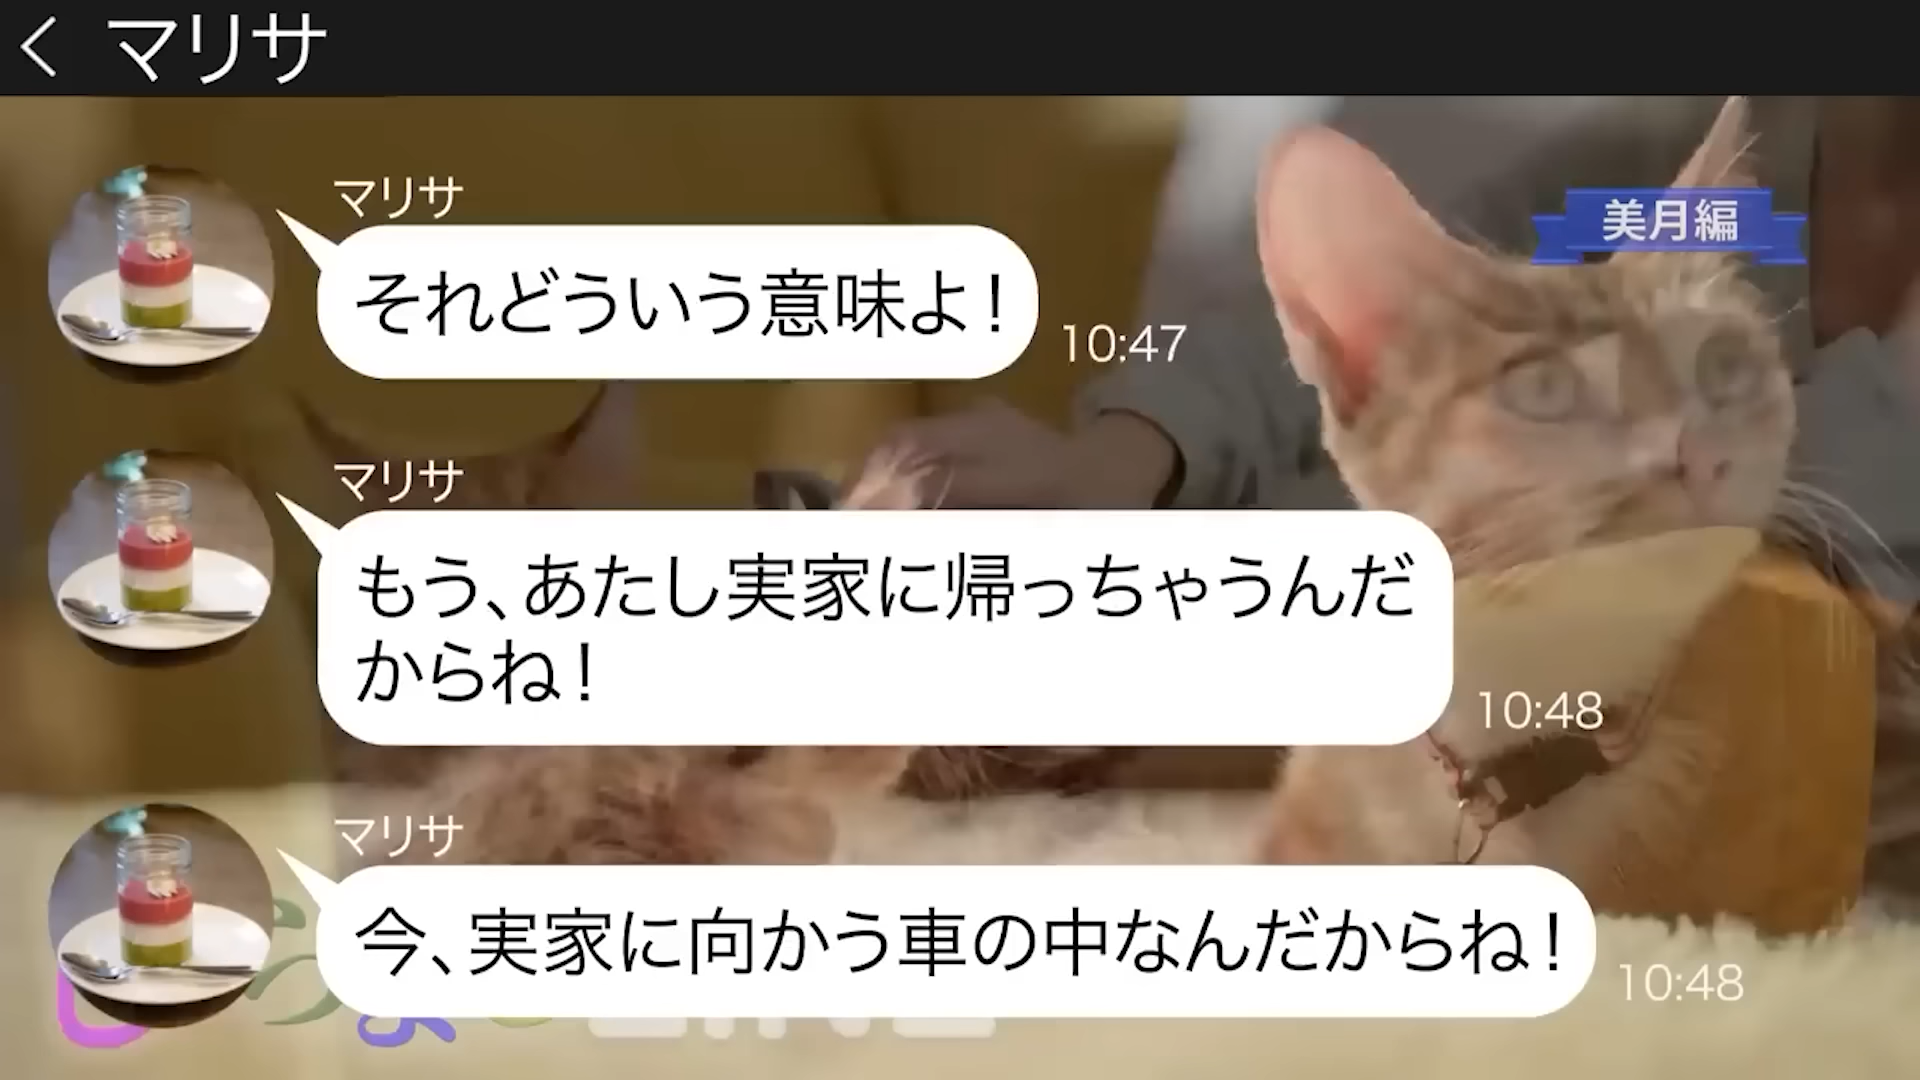 マリサ
マリサ
美月編
それどういう意味よ！
10:47
マリサ
もう、あたし実家に帰っちゃうんだ
からね！
10:48
マリサ
今、実家に向かう車の中なんだからね！
10:48